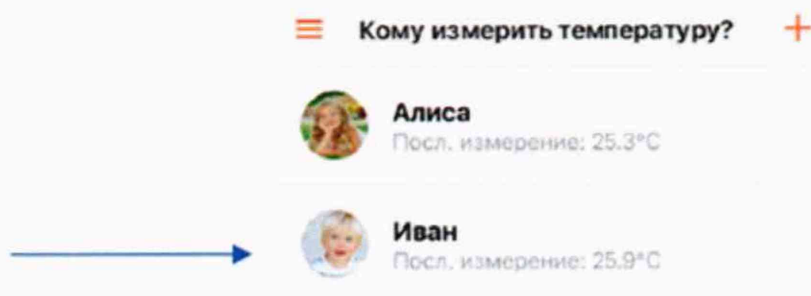 Кому измерить температуру?
Алиса
Посл. измерение: 25.3°C
Иван
Посл. измерение: 25.9°C